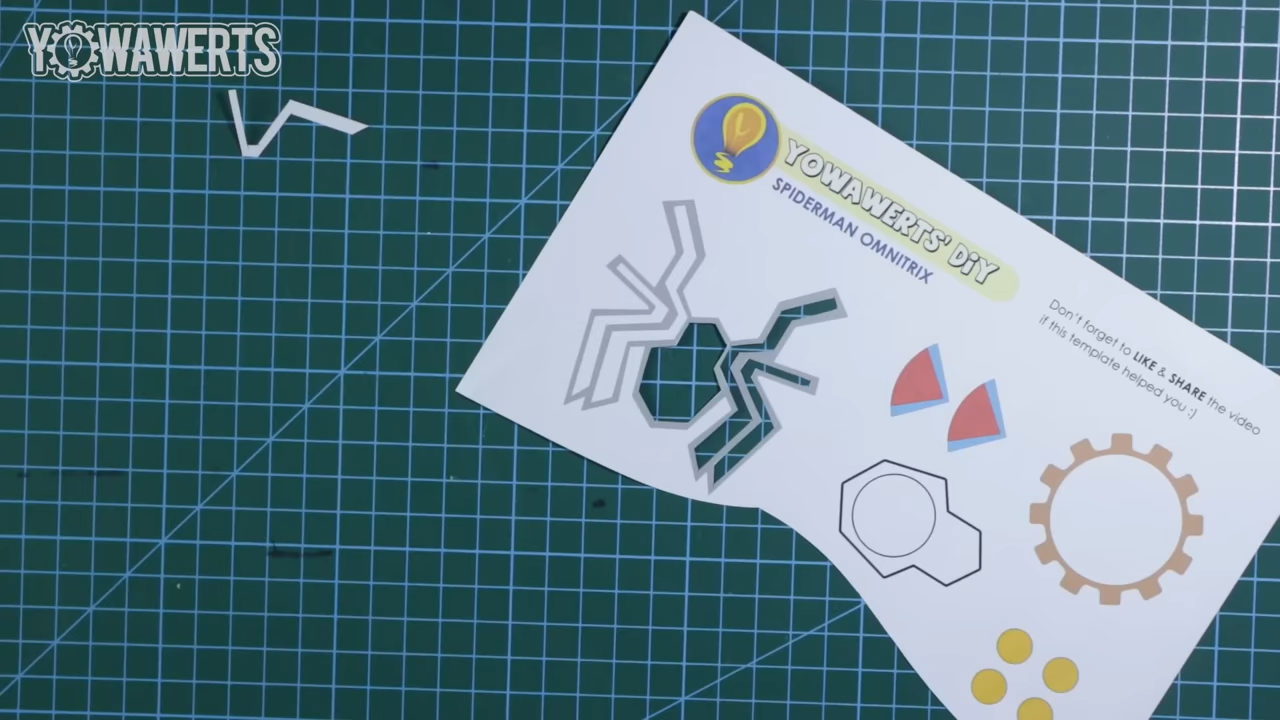 YOWAWERTS
YOWAWERTS' DiY
SPIDERMAN OMNITRIX
Don't forget to LIKE & SHARE the video
if this template helped you :]